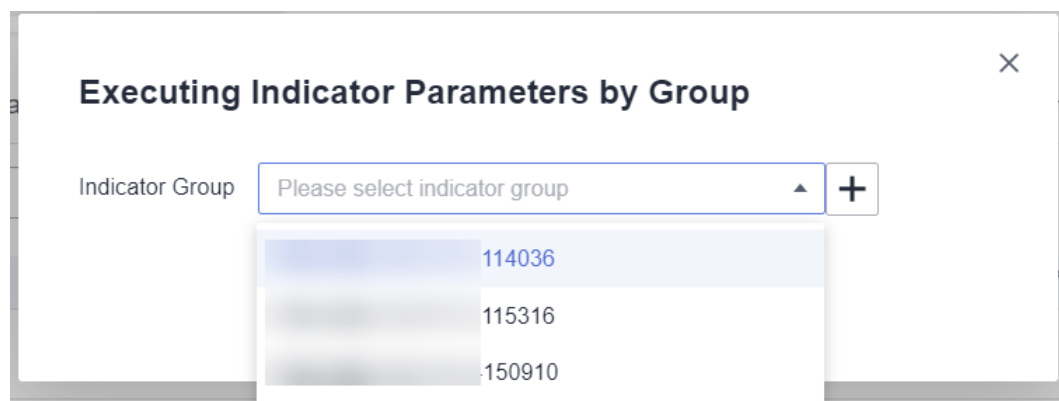 Executing Indicator Parameters by Group
Indicator Group Please select indicator group
114036
115316
150910